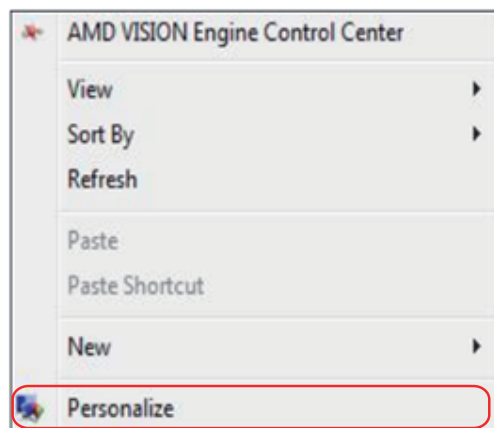 AMD VISION Engine Control Center
View
Sort By
Refresh
Paste
Paste Shortcut
New
Personalize